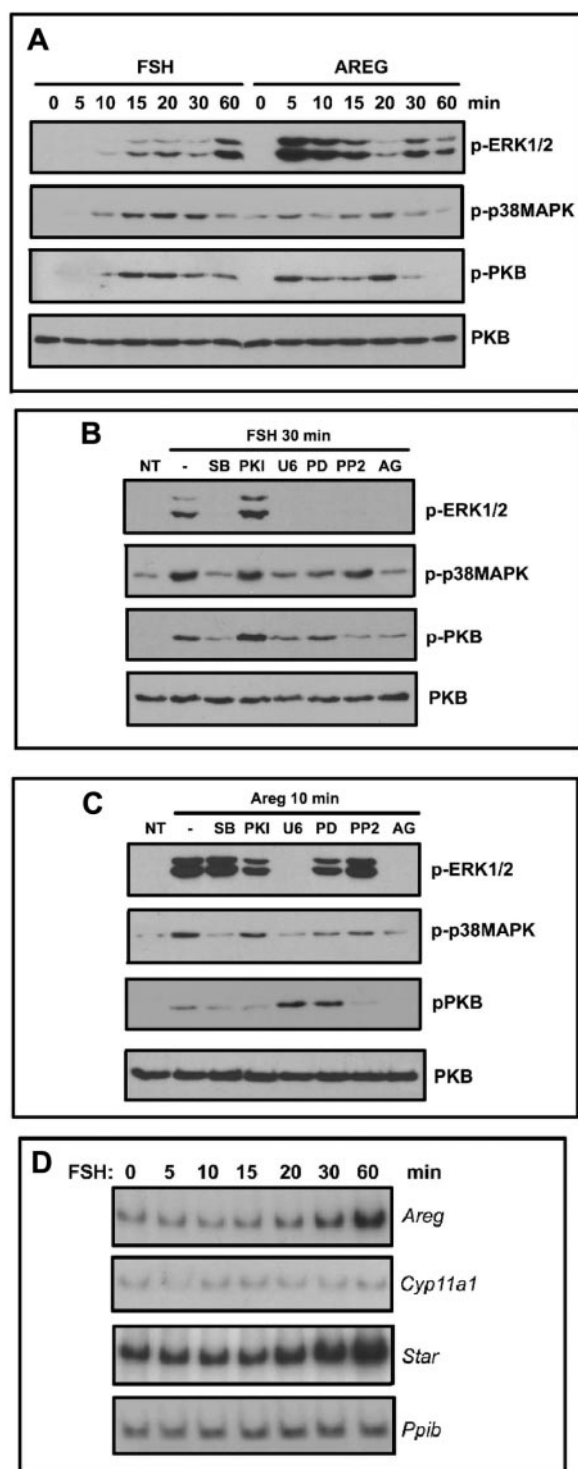 A
FSH AREG
0 5 10 15 20 30 60 0 5 10 15 20 30 60 min
p-ERK1/2
p-p38MAPK
p-PKB
PKB
B
FSH 30 min
NT - SB PKI U6 PD PP2 AG
p-ERK1/2
p-p38MAPK
p-PKB
PKB
C
Areg 10 min
NT - SB PKI U6 PD PP2 AG
p-ERK1/2
p-p38MAPK
pPKB
PKB
D
FSH: 0 5 10 15 20 30 60 min
Areg
Cyp11a1
Star
Ppib